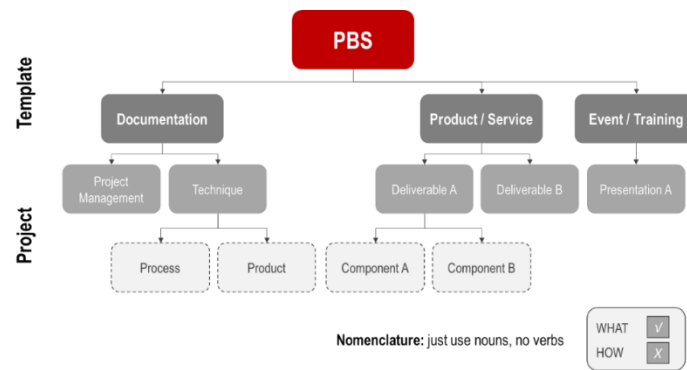 PBS
Template
Documentation
Product / Service
Event / Training
Project
Management
Technique
Deliverable A
Deliverable B
Presentation A
Project
Process
Product
Component A
Component B
Nomenclature: just use nouns, no verbs
WHAT √
HOW X